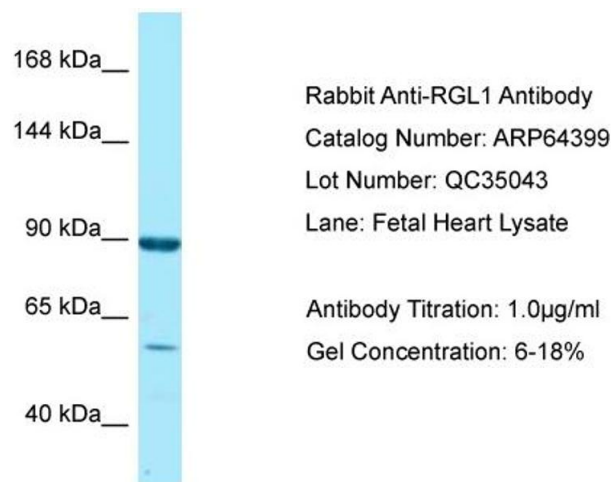 168 kDa
144 kDa
90 kDa
65 kDa
40 kDa
Rabbit Anti-RGL1 Antibody
Catalog Number: ARP64399
Lot Number: QC35043
Lane: Fetal Heart Lysate
Antibody Titration: 1.0µg/ml
Gel Concentration: 6-18%